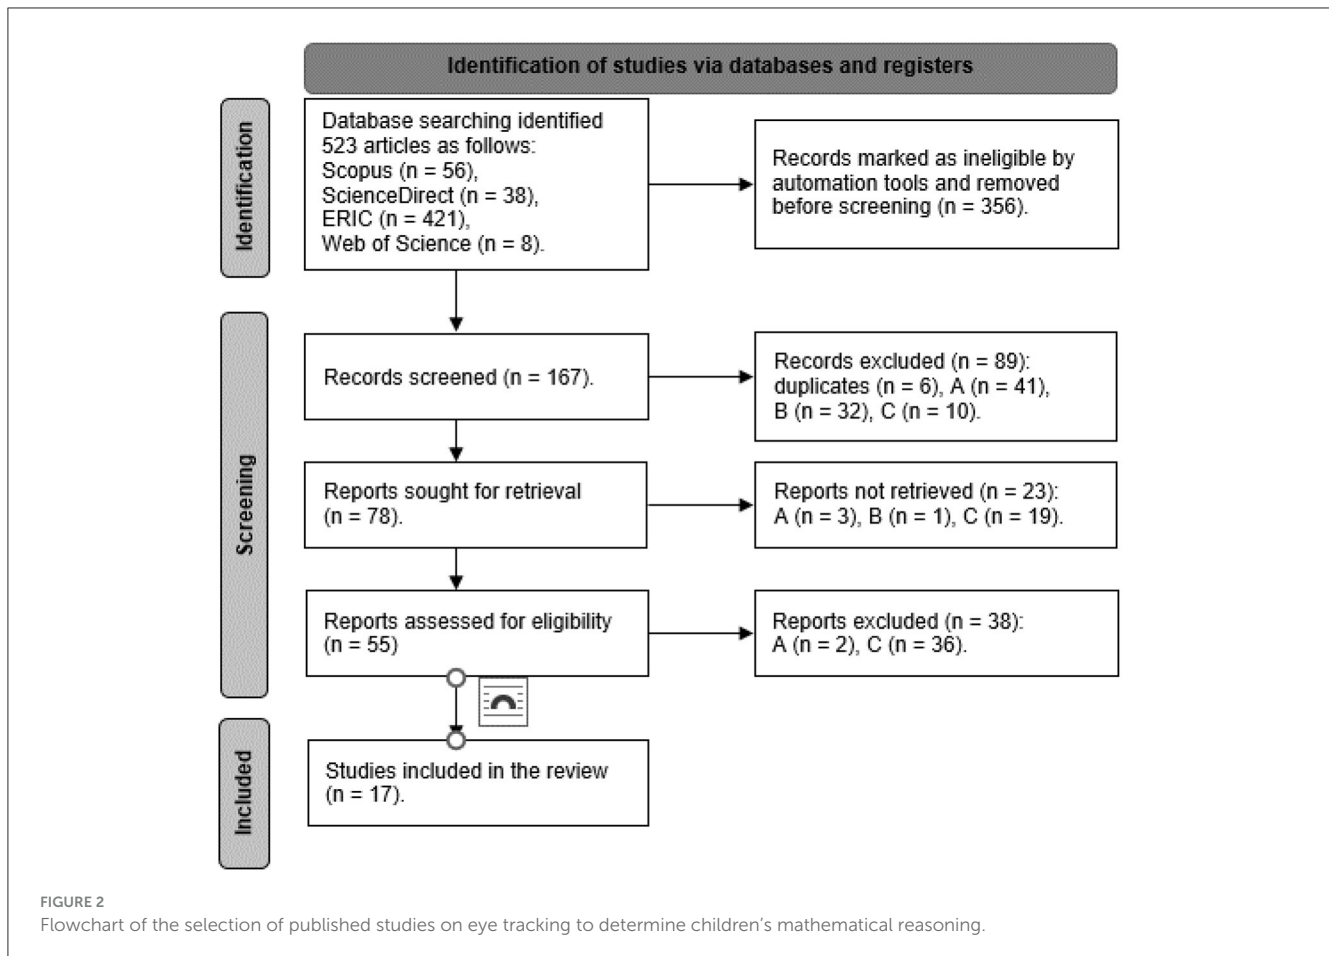 Identification of studies via databases and registers
Identification
Database searching identified
523 articles as follows:
Scopus (n = 56),
ScienceDirect (n = 38),
ERIC (n = 421),
Web of Science (n = 8).
Records marked as ineligible by
automation tools and removed
before screening (n = 356).
Screening
Records screened (n = 167).
Records excluded (n = 89):
duplicates (n = 6), A (n = 41),
B (n = 32), C (n = 10).
Reports sought for retrieval
(n = 78).
Reports not retrieved (n = 23):
A (n = 3), B (n = 1), C (n = 19).
Reports assessed for eligibility
(n = 55)
Reports excluded (n = 38):
A (n = 2), C (n = 36).
Included
Studies included in the review
(n = 17).
FIGURE 2
Flowchart of the selection of published studies on eye tracking to determine children's mathematical reasoning.